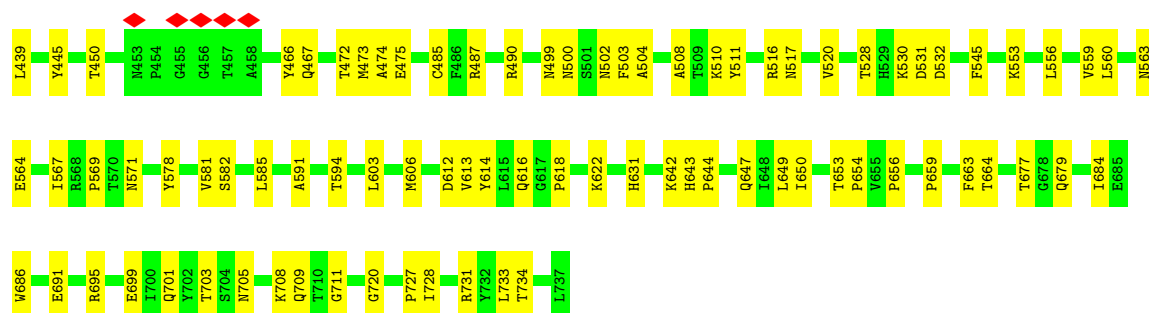 L439 Y445 T450 N453 P454 G455 G456 T457 A458 Y466 Q467 T472 M473 A474 E475 C485 F486 R487 R490 N499 N500 S501 N502 F503 A504 A508 T509 K510 Y511 R516 N517 V520 T528 H529 K530 D531 D532 F545 K553 L556 V559 L560 N563
E564 I567 R568 P569 T570 N571 Y578 V581 S582 L585 A591 T594 L603 M606 D612 V613 Y614 L615 Q616 G617 P618 K622 H631 K642 H643 P644 Q647 I648 L649 I650 T653 P654 V655 P656 P659 F663 T664 T677 G678 Q679 I684 E685
W686 E691 R695 E699 I700 Q701 Y702 T703 S704 N705 K708 Q709 T710 G711 G720 P727 I728 R731 Y732 L733 T734 L737